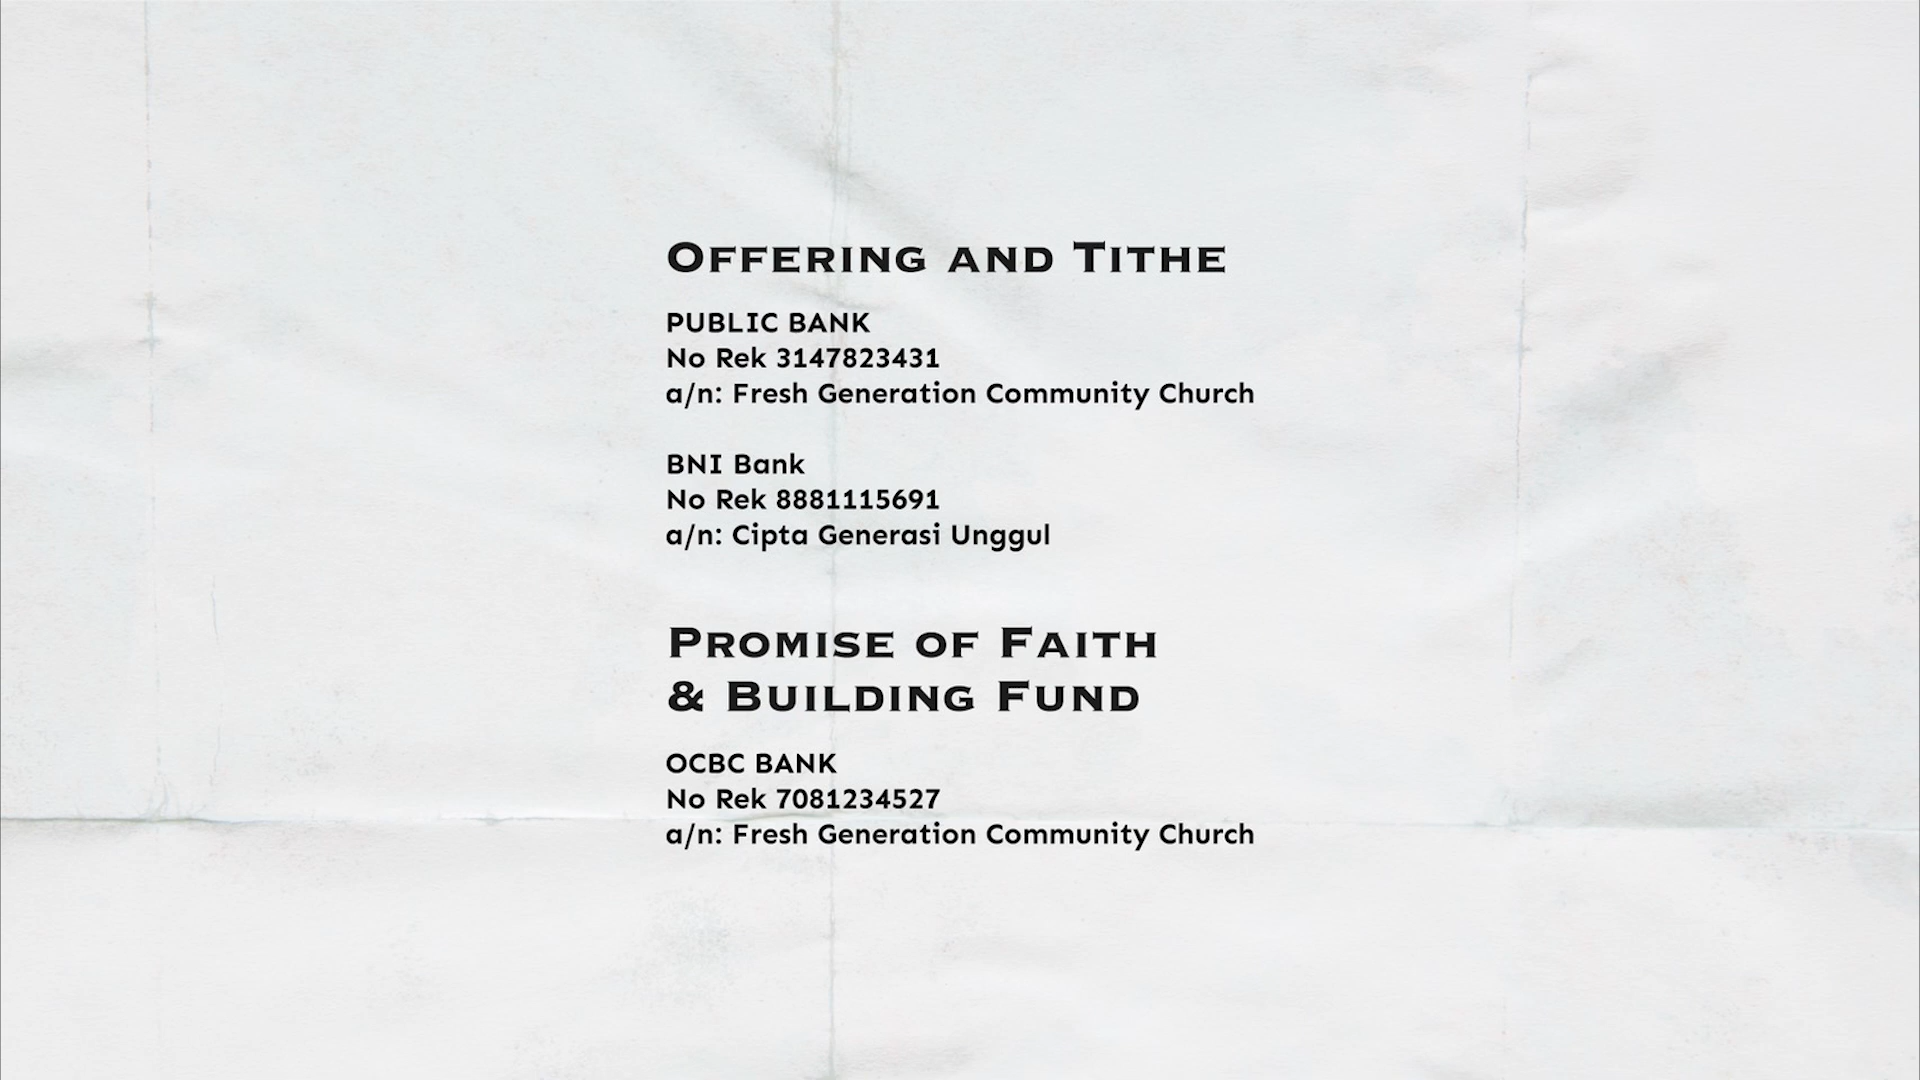 Offering and Tithe
PUBLIC BANK
No Rek 3147823431
a/n: Fresh Generation Community Church
BNI Bank
No Rek 8881115691
a/n: Cipta Generasi Unggul
Promise of Faith
& Building Fund
OCBC BANK
No Rek 7081234527
a/n: Fresh Generation Community Church